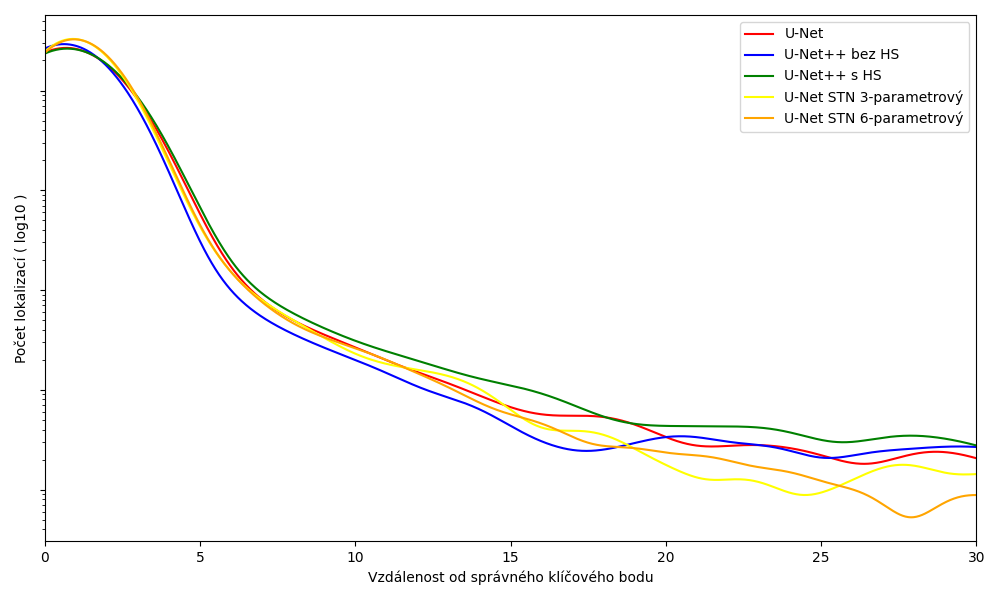 U-Net
U-Net++ bez HS
U-Net++ s HS
U-Net STN 3-parametrový
U-Net STN 6-parametrový
Počet lokalizací ( log10 )
0 5 10 15 20 25 30
Vzdálenost od správného klíčového bodu